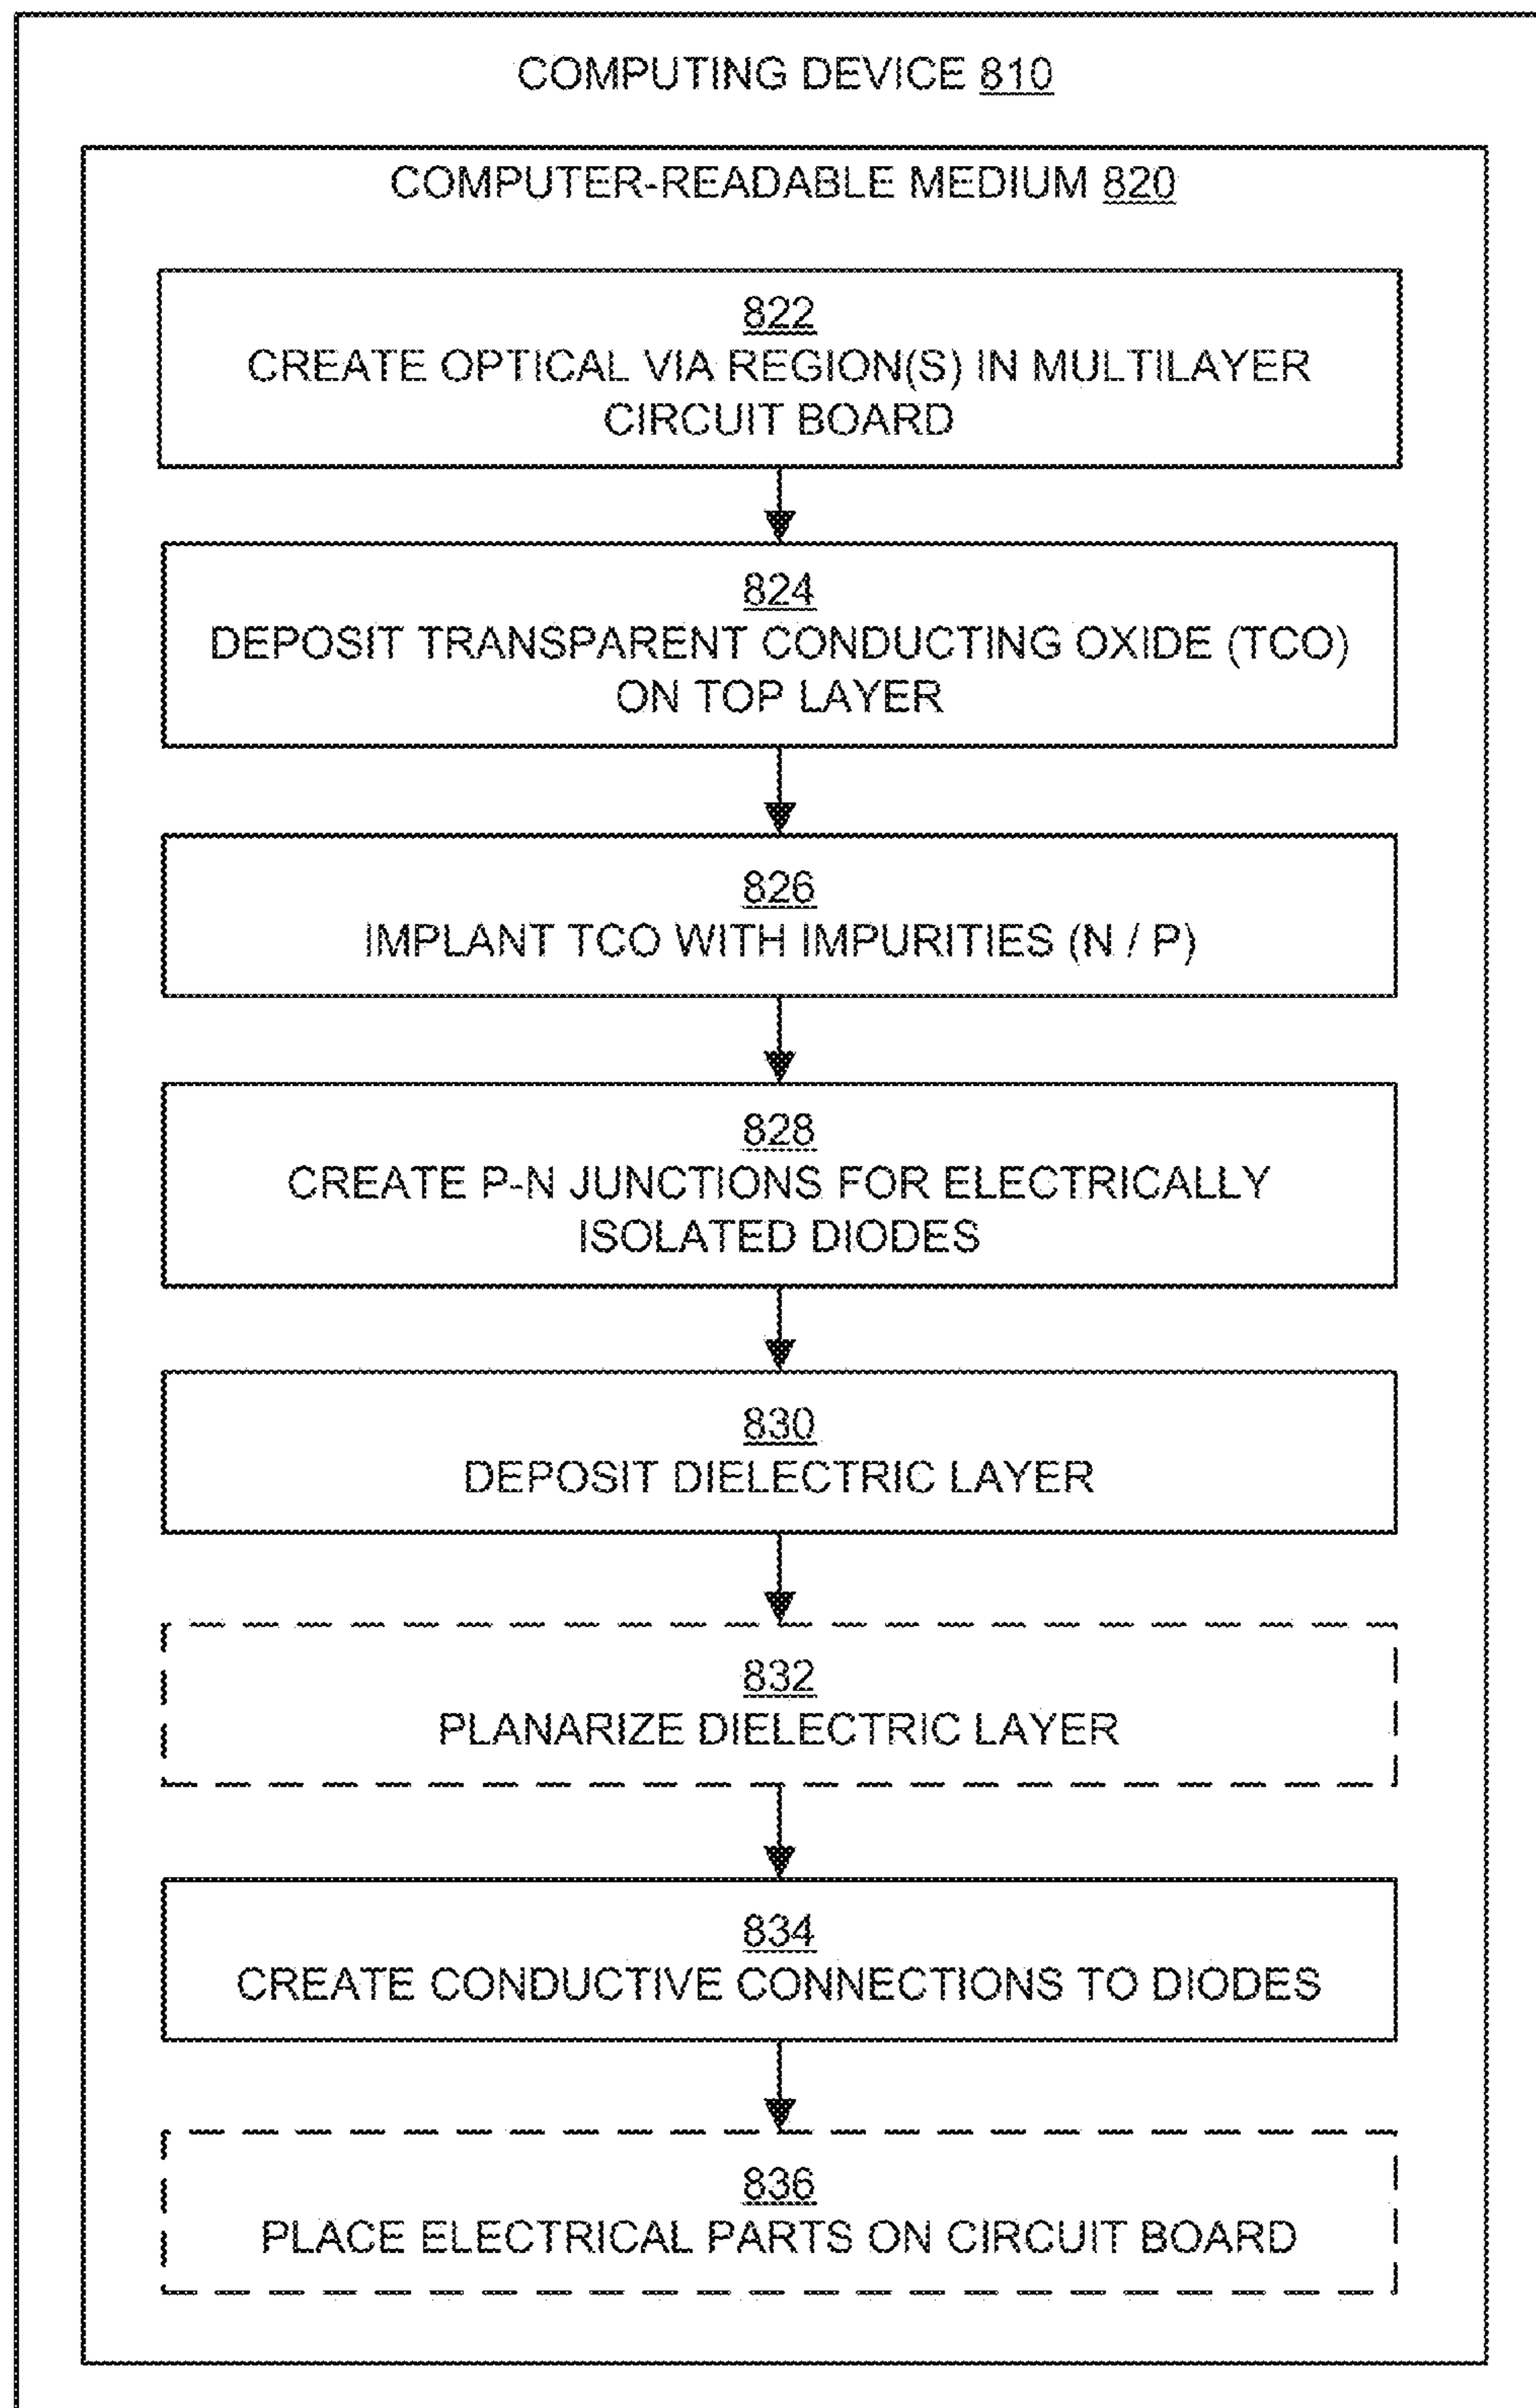 COMPUTING DEVICE 810
COMPUTER-READABLE MEDIUM 820
822
CREATE OPTICAL VIA REGION(S) IN MULTILAYER
CIRCUIT BOARD
824
DEPOSIT TRANSPARENT CONDUCTING OXIDE (TCO)
ON TOP LAYER
826
IMPLANT TCO WITH IMPURITIES (N / P)
828
CREATE P-N JUNCTIONS FOR ELECTRICALLY
ISOLATED DIODES
830
DEPOSIT DIELECTRIC LAYER
832
PLANARIZE DIELECTRIC LAYER
834
CREATE CONDUCTIVE CONNECTIONS TO DIODES
836
PLACE ELECTRICAL PARTS ON CIRCUIT BOARD